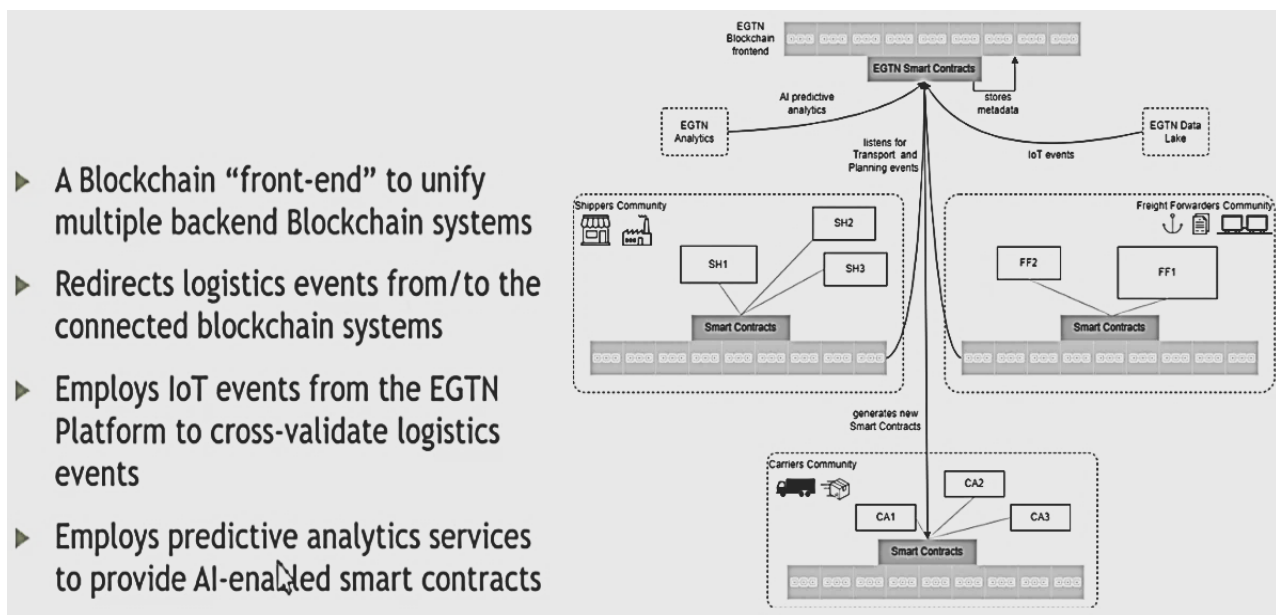 A Blockchain “front-end” to unify
multiple backend Blockchain systems
Redirects logistics events from/to the
connected blockchain systems
Employs IoT events from the EGTN
Platform to cross-validate logistics
events
Employs predictive analytics services
to provide AI-enabled smart contracts
EGTN
Blockchain
frontend
EGTN Smart Contracts
AI predictive
analytics
stores
metadata
EGTN
Analytics
listens for
Transport and
Planning events
IoT events
EGTN Data
Lake
Shippers Community
SH1
SH2
SH3
Smart Contracts
Freight Forwarders Community
FF2
FF1
Smart Contracts
generates new
Smart Contracts
Carriers Community
CA1
CA2
CA3
Smart Contracts